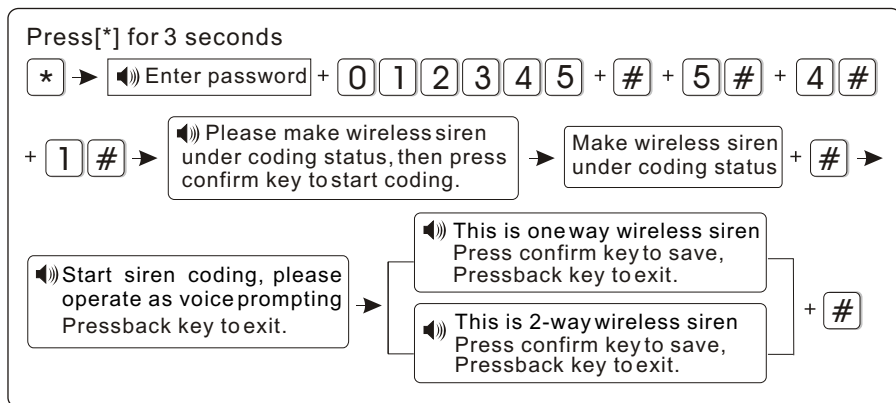 Press[*] for 3 seconds
* Enter password + 0 1 2 3 4 5 + # + 5 # + 4 #
+ 1 #
Please make wireless siren
under coding status, then press
confirm key to start coding.
Make wireless siren
under coding status
+ #
Start siren coding, please
operate as voice prompting
Pressback key to exit.
This is one way wireless siren
Press confirm key to save,
Pressback key to exit.
This is 2-way wireless siren
Press confirm key to save,
Pressback key to exit.
+ #